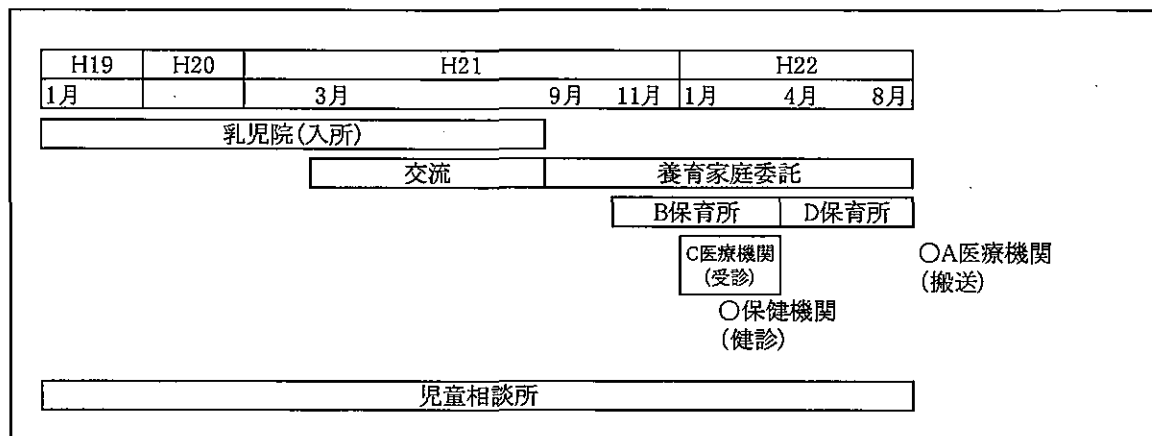 H19 H20 H21 H22
1月 3月 9月 11月 1月 4月 8月
乳児院(入所)
交流 養育家庭委託
B保育所 D保育所
C医療機関
(受診)
○A医療機関
(搬送)
○保健機関
(健診)
児童相談所